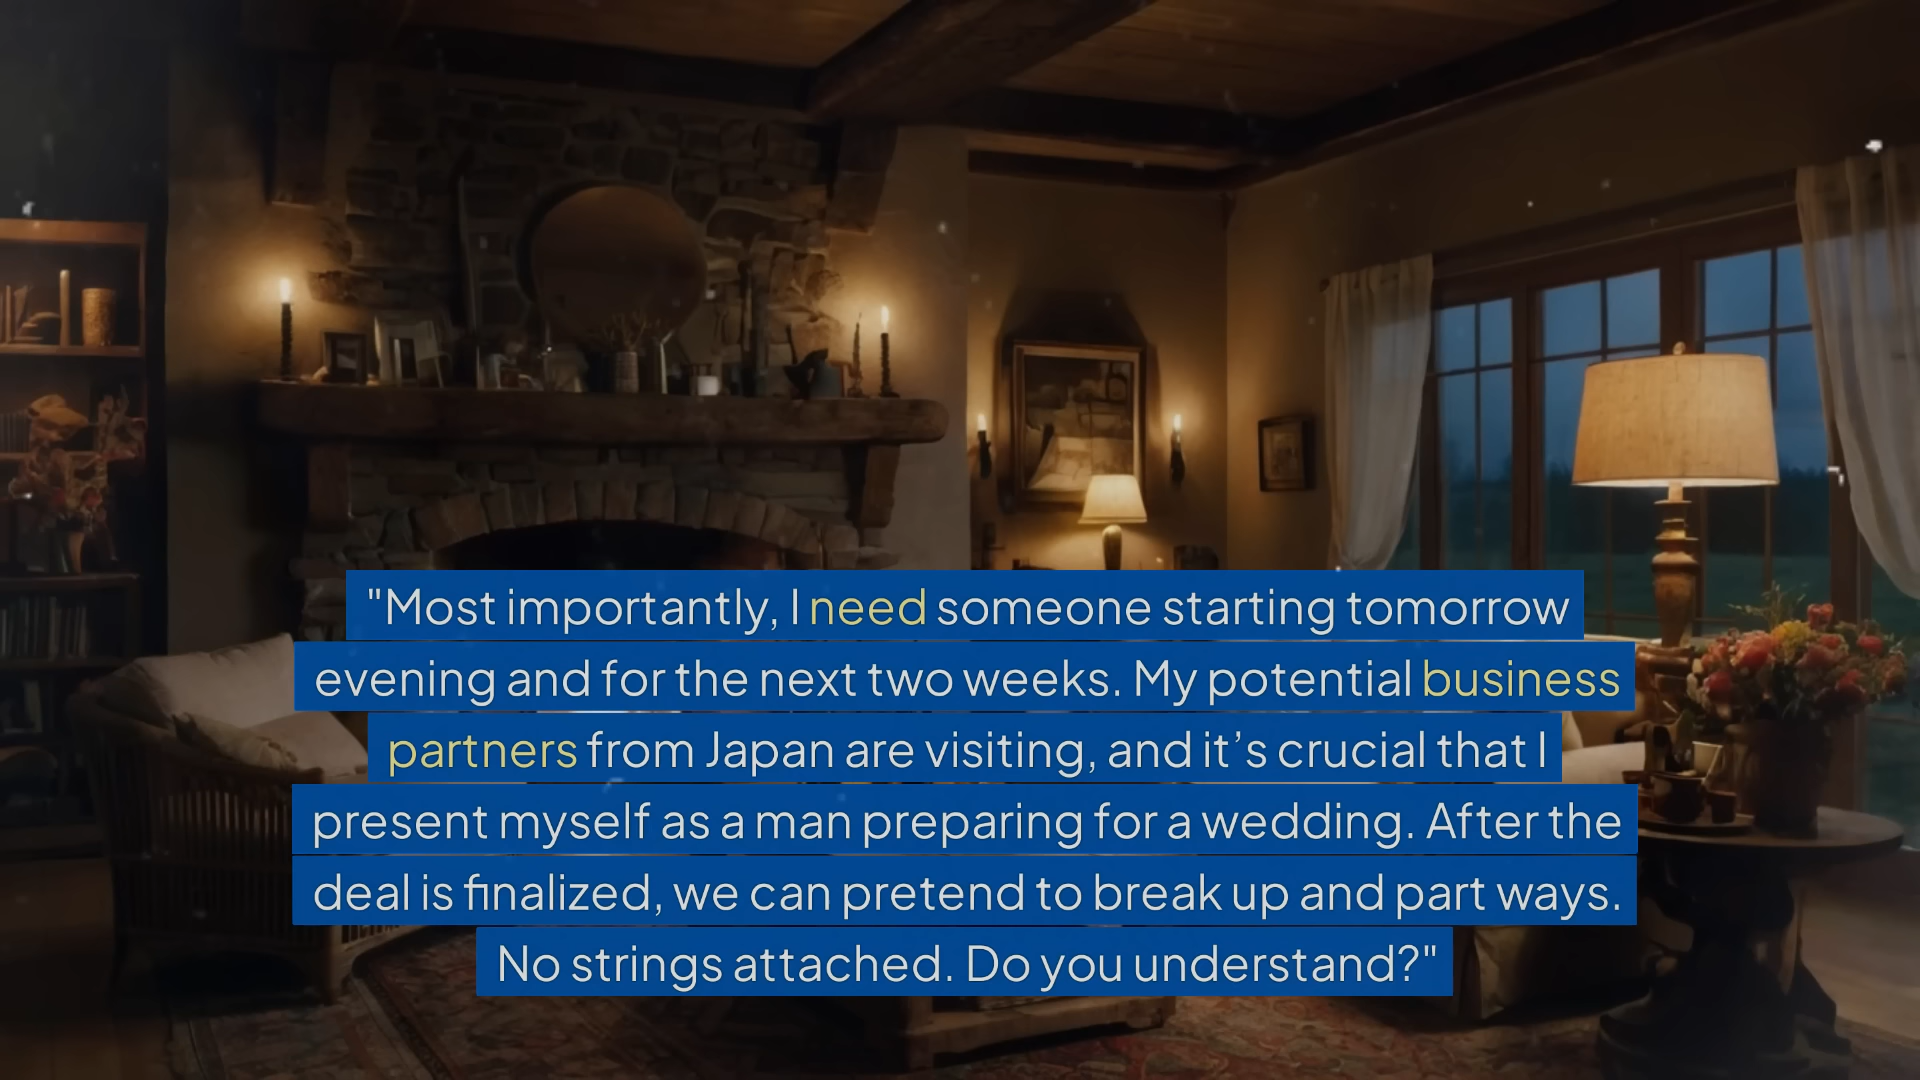 "Most importantly, I need someone starting tomorrow
evening and for the next two weeks. My potential business
partners from Japan are visiting, and it’s crucial that I
present myself as a man preparing for a wedding. After the
deal is finalized, we can pretend to break up and part ways.
No strings attached. Do you understand?"